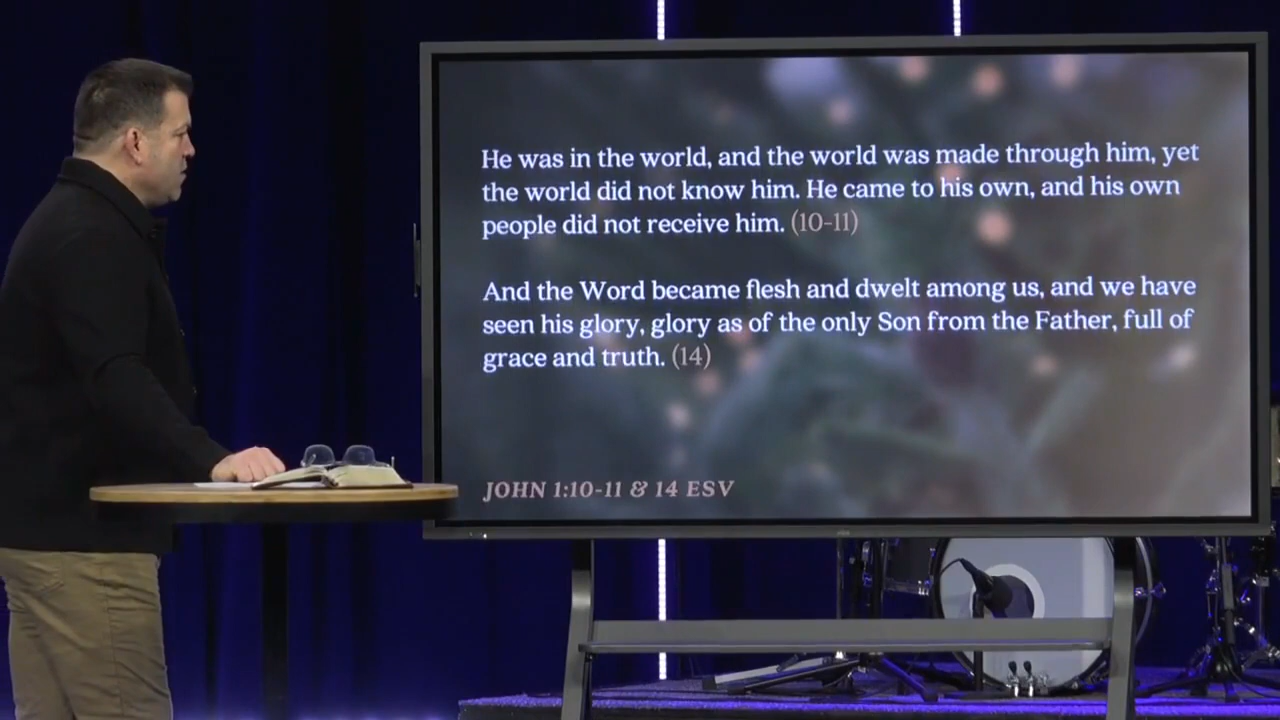 He was in the world, and the world was made through him, yet
the world did not know him. He came to his own, and his own
people did not receive him. (10-11)
And the Word became flesh and dwelt among us, and we have
seen his glory, glory as of the only Son from the Father, full of
grace and truth. (14)
JOHN 1:10-11 & 14 ESV